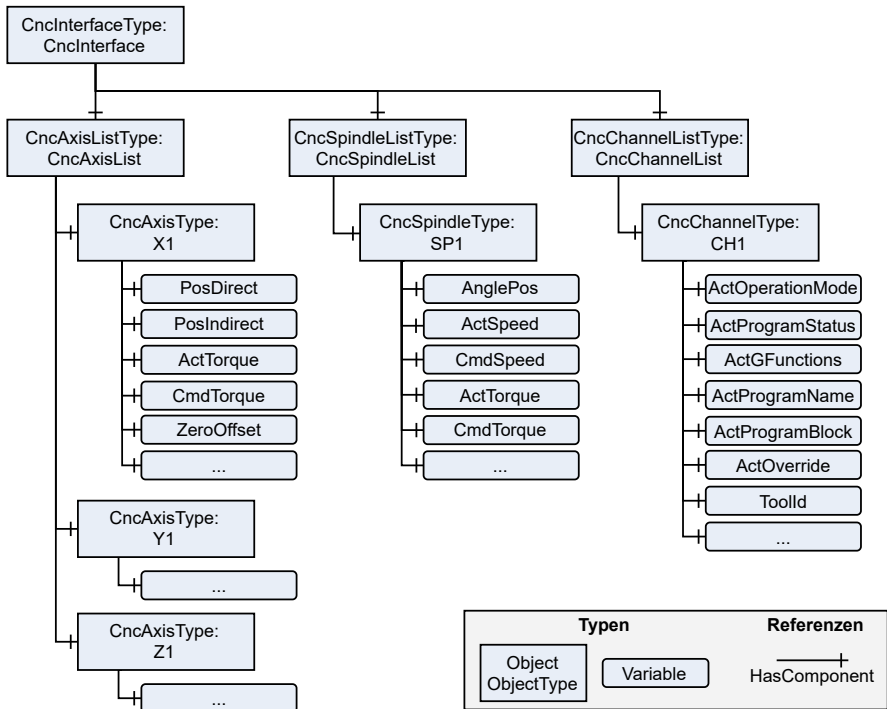 CncInterfaceType:
CncInterface
CncAxisListType:
CncAxisList
CncSpindleListType:
CncSpindleList
CncChannelListType:
CncChannelList
CncAxisType:
X1
PosDirect
PosIndirect
ActTorque
CmdTorque
ZeroOffset
...
CncAxisType:
Y1
...
CncAxisType:
Z1
...
CncSpindleType:
SP1
AnglePos
ActSpeed
CmdSpeed
ActTorque
CmdTorque
...
CncChannelType:
CH1
ActOperationMode
ActProgramStatus
ActGFunctions
ActProgramName
ActProgramBlock
ActOverride
ToolId
...
Typen
Object
ObjectType
Variable
Referenzen
HasComponent